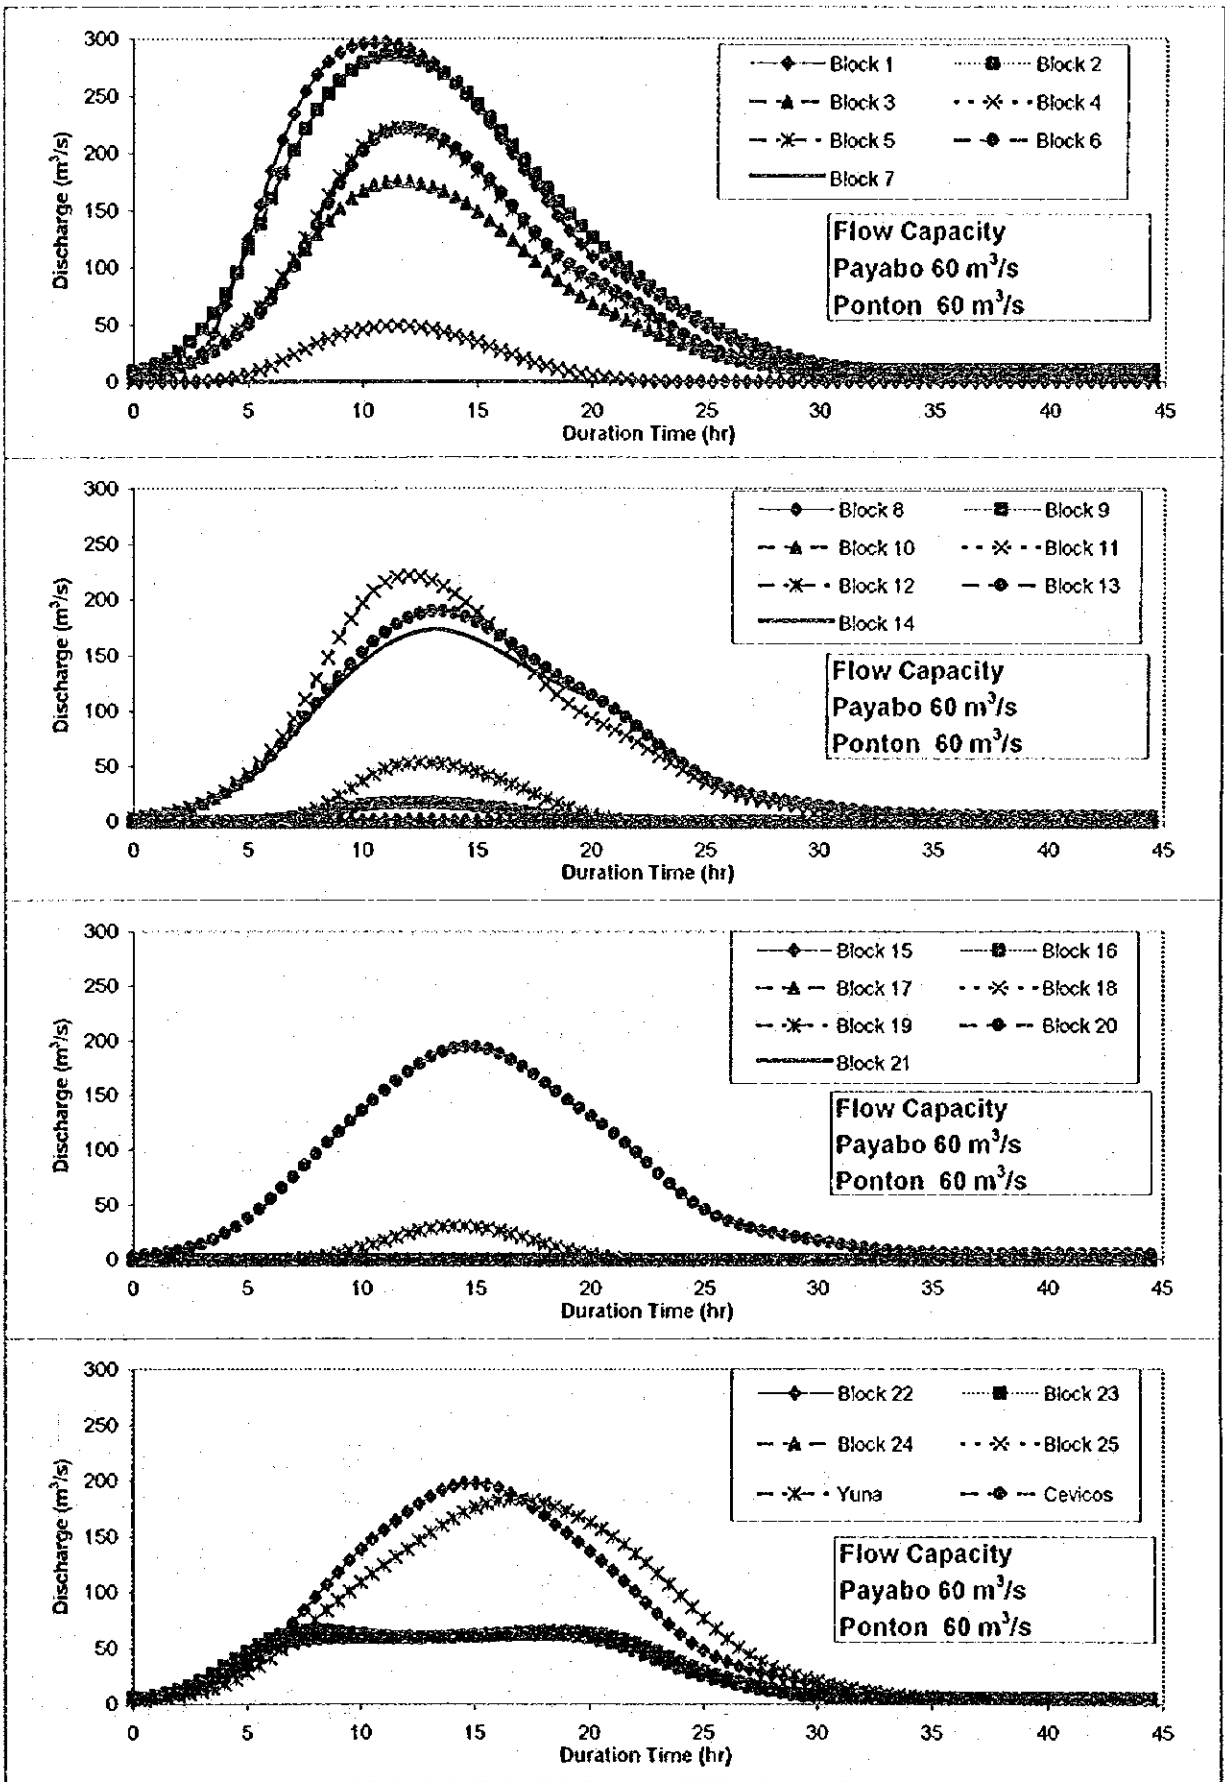 300
250
200
150
100
50
0
Discharge (m³/s)
0 5 10 15 20 25 30 35 40 45
Duration Time (hr)
Block 1 Block 2
Block 3 Block 4
Block 5 Block 6
Block 7
Flow Capacity
Payabo 60 m³/s
Ponton 60 m³/s
300
250
200
150
100
50
0
Discharge (m³/s)
0 5 10 15 20 25 30 35 40 45
Duration Time (hr)
Block 8 Block 9
Block 10 Block 11
Block 12 Block 13
Block 14
Flow Capacity
Payabo 60 m³/s
Ponton 60 m³/s
300
250
200
150
100
50
0
Discharge (m³/s)
0 5 10 15 20 25 30 35 40 45
Duration Time (hr)
Block 15 Block 16
Block 17 Block 18
Block 19 Block 20
Block 21
Flow Capacity
Payabo 60 m³/s
Ponton 60 m³/s
300
250
200
150
100
50
0
Discharge (m³/s)
0 5 10 15 20 25 30 35 40 45
Duration Time (hr)
Block 22 Block 23
Block 24 Block 25
Yuna Cevicos
Flow Capacity
Payabo 60 m³/s
Ponton 60 m³/s